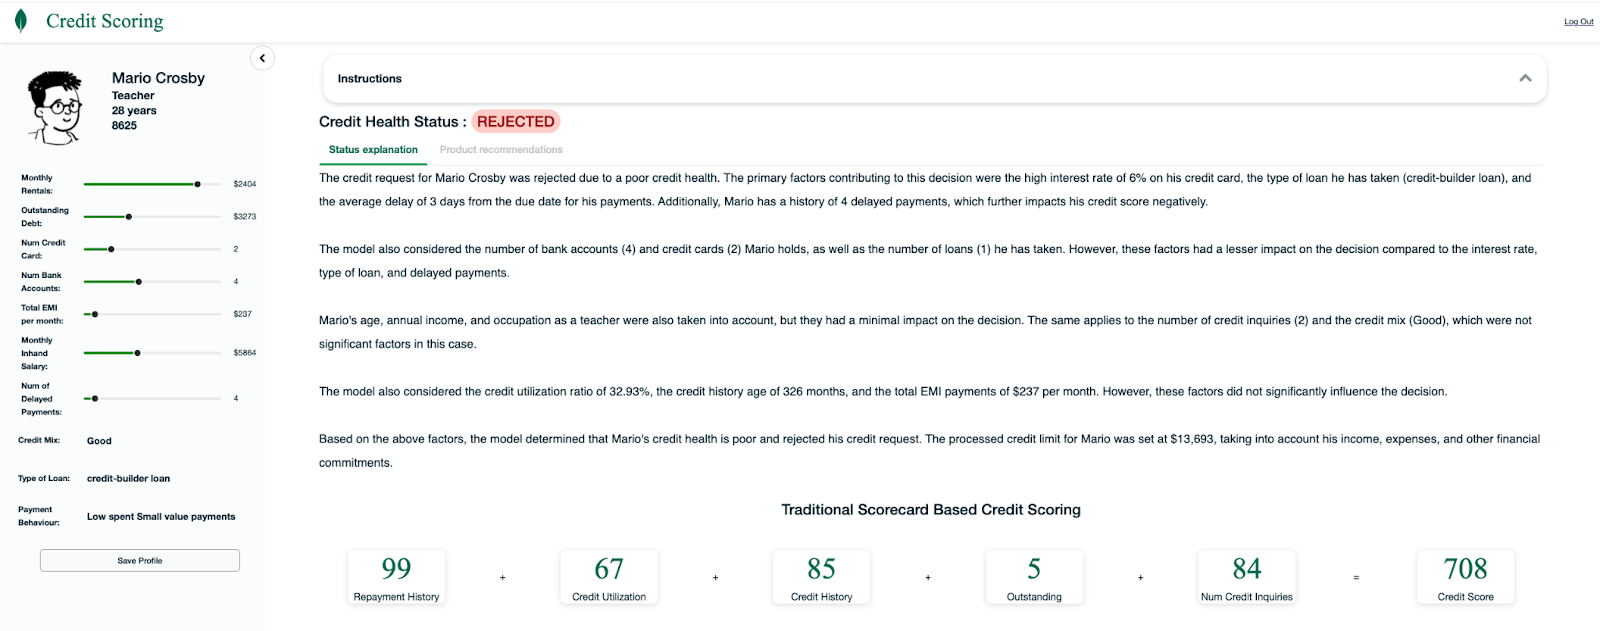 Credit Scoring
Log Out
Mario Crosby
Teacher
28 years
8625
Monthly
Rentals:
$2404
Outstanding
Debt:
$3273
Num Credit
Card:
2
Num Bank
Accounts:
4
Total EMI
per month:
$237
Monthly
Inhand
Salary:
$5864
Num of
Delayed
Payments:
4
Credit Mix: Good
Type of Loan: credit-builder loan
Payment
Behaviour:
Low spent Small value payments
Save Profile
Instructions
Credit Health Status : REJECTED
Status explanation
Product recommendations
The credit request for Mario Crosby was rejected due to a poor credit health. The primary factors contributing to this decision were the high interest rate of 6% on his credit card, the type of loan he has taken (credit-builder loan), and
the average delay of 3 days from the due date for his payments. Additionally, Mario has a history of 4 delayed payments, which further impacts his credit score negatively.
The model also considered the number of bank accounts (4) and credit cards (2) Mario holds, as well as the number of loans (1) he has taken. However, these factors had a lesser impact on the decision compared to the interest rate,
type of loan, and delayed payments.
Mario's age, annual income, and occupation as a teacher were also taken into account, but they had a minimal impact on the decision. The same applies to the number of credit inquiries (2) and the credit mix (Good), which were not
significant factors in this case.
The model also considered the credit utilization ratio of 32.93%, the credit history age of 326 months, and the total EMI payments of $237 per month. However, these factors did not significantly influence the decision.
Based on the above factors, the model determined that Mario's credit health is poor and rejected his credit request. The processed credit limit for Mario was set at $13,693, taking into account his income, expenses, and other financial
commitments.
Traditional Scorecard Based Credit Scoring
99 + 67 + 85 + 5 + 84 = 708
Repayment History Credit Utilization Credit History Outstanding Num Credit Inquiries Credit Score